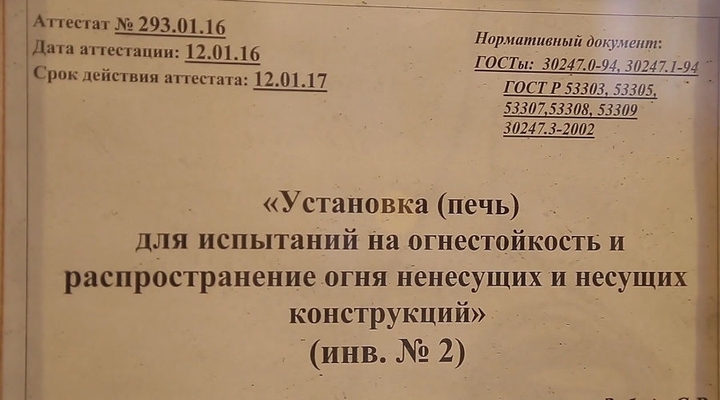 Аттестат № 293.01.16
Дата аттестации: 12.01.16
Срок действия аттестата: 12.01.17
Нормативный документ:
ГОСТы: 30247.0-94, 30247.1-94
ГОСТ Р 53303, 53305,
53307,53308, 53309
30247.3-2002
«Установка (печь)
для испытаний на огнестойкость и
распространение огня ненесущих и несущих
конструкций»
(инв. № 2)